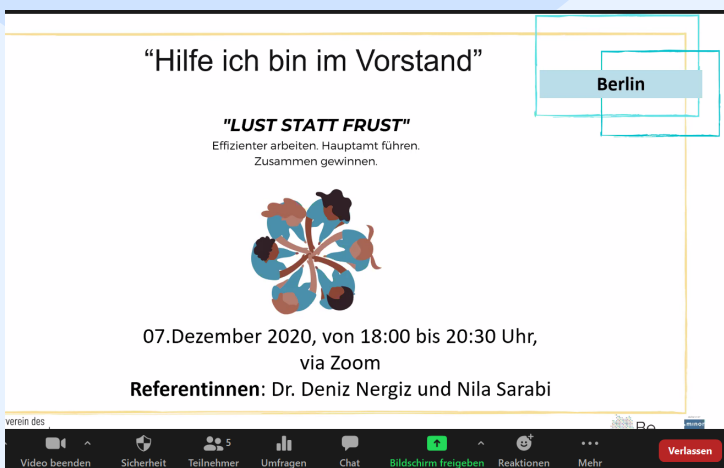 “Hilfe ich bin im Vorstand”
Berlin
"LUST STATT FRUST"
Effizienter arbeiten. Hauptamt führen.
Zusammen gewinnen.
07.Dezember 2020, von 18:00 bis 20:30 Uhr,
via Zoom
Referentinnen: Dr. Deniz Nergiz und Nila Sarabi
verein des
5
Video beenden Sicherheit Teilnehmer Umfragen Chat Bildschirm freigeben Reaktionen Mehr Verlassen